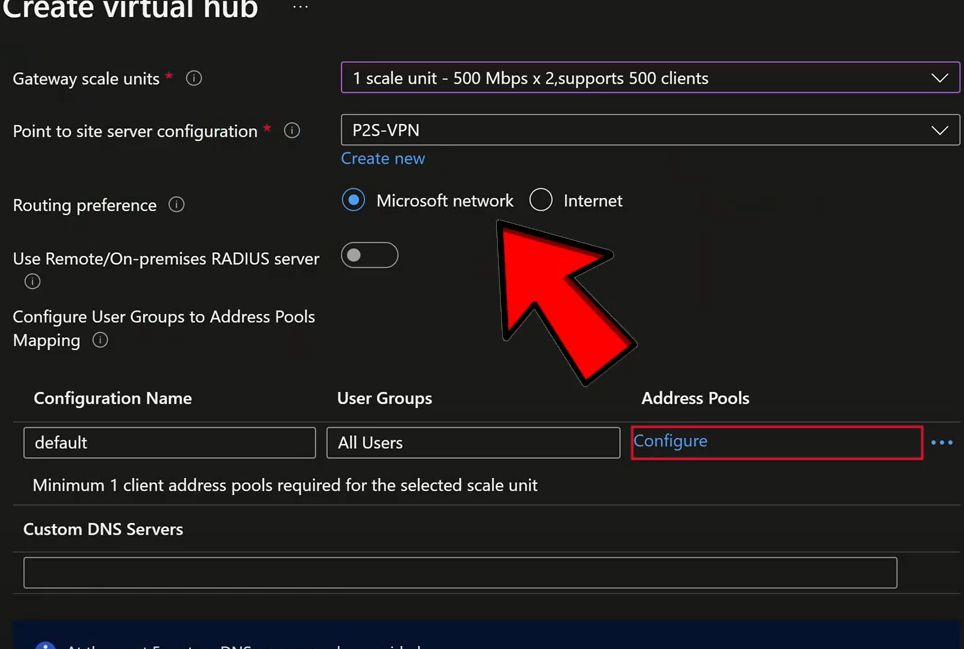 Create virtual hub ...
Gateway scale units *
1 scale unit - 500 Mbps x 2,supports 500 clients
Point to site server configuration *
P2S-VPN
Create new
Routing preference
Microsoft network
Internet
Use Remote/On-premises RADIUS server
Configure User Groups to Address Pools
Mapping
Configuration Name
User Groups
Address Pools
default
All Users
Configure
Minimum 1 client address pools required for the selected scale unit
Custom DNS Servers